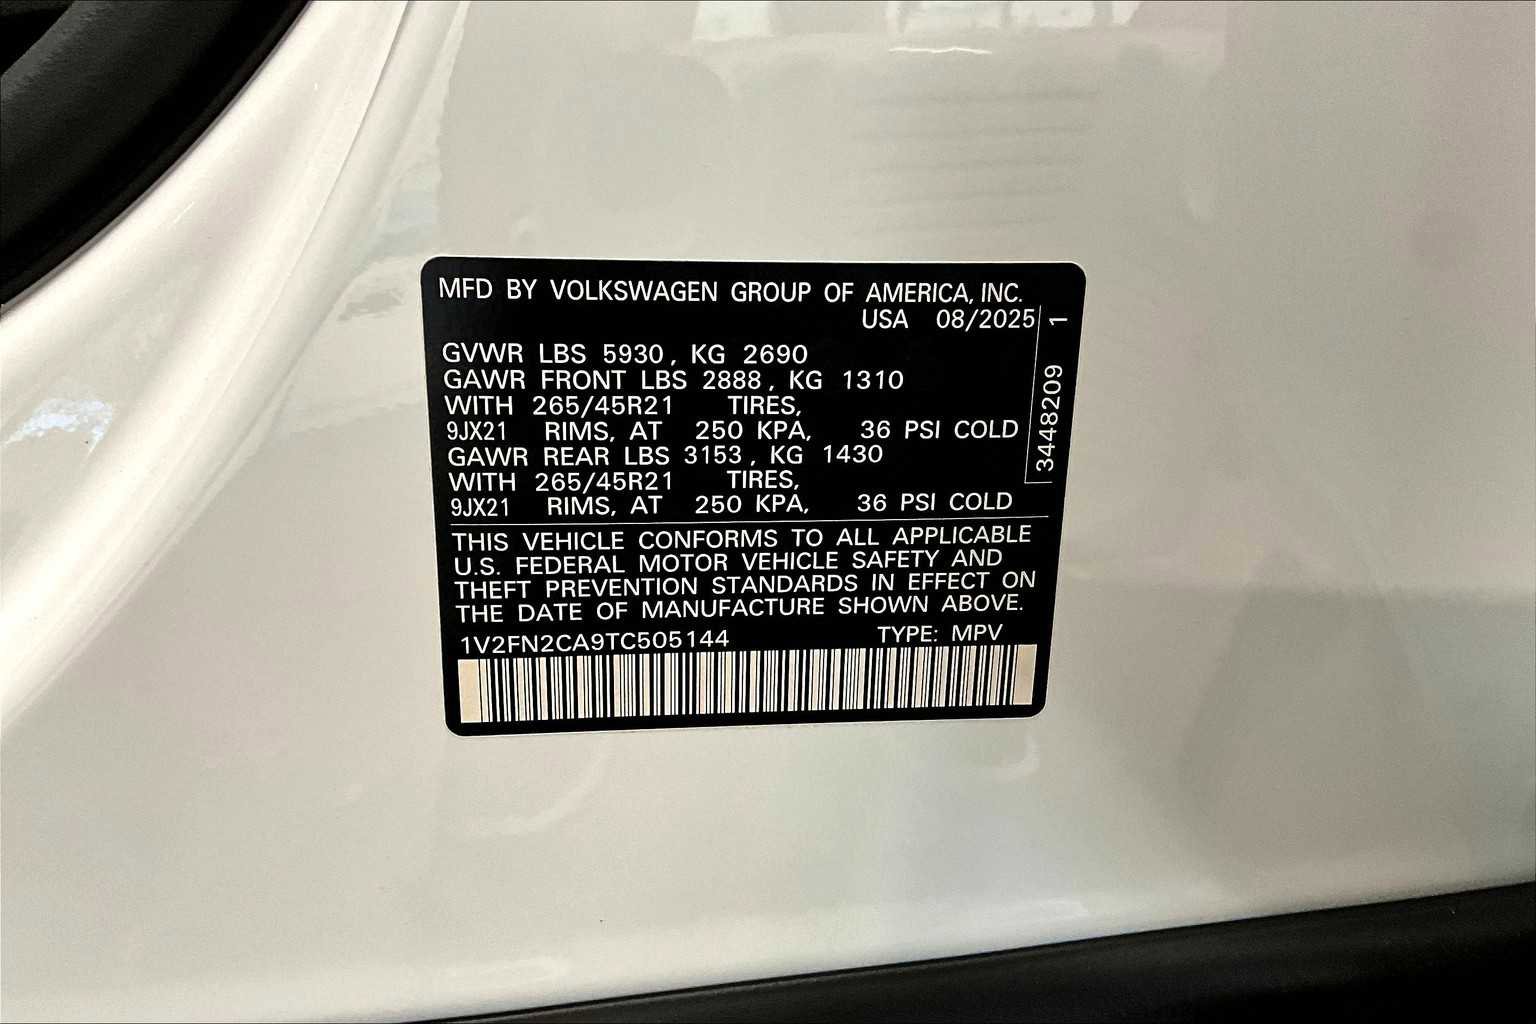 MFD BY VOLKSWAGEN GROUP OF AMERICA, INC.
USA 08/2025
GVWR LBS 5930, KG 2690
GAWR FRONT LBS 2888, KG 1310
WITH 265/45R21 TIRES,
9JX21 RIMS, AT 250 KPA, 36 PSI COLD
GAWR REAR LBS 3153, KG 1430
WITH 265/45R21 TIRES,
9JX21 RIMS, AT 250 KPA, 36 PSI COLD
THIS VEHICLE CONFORMS TO ALL APPLICABLE
U.S. FEDERAL MOTOR VEHICLE SAFETY AND
THEFT PREVENTION STANDARDS IN EFFECT ON
THE DATE OF MANUFACTURE SHOWN ABOVE.
1V2FN2CA9TC505144 TYPE: MPV
3448209 1